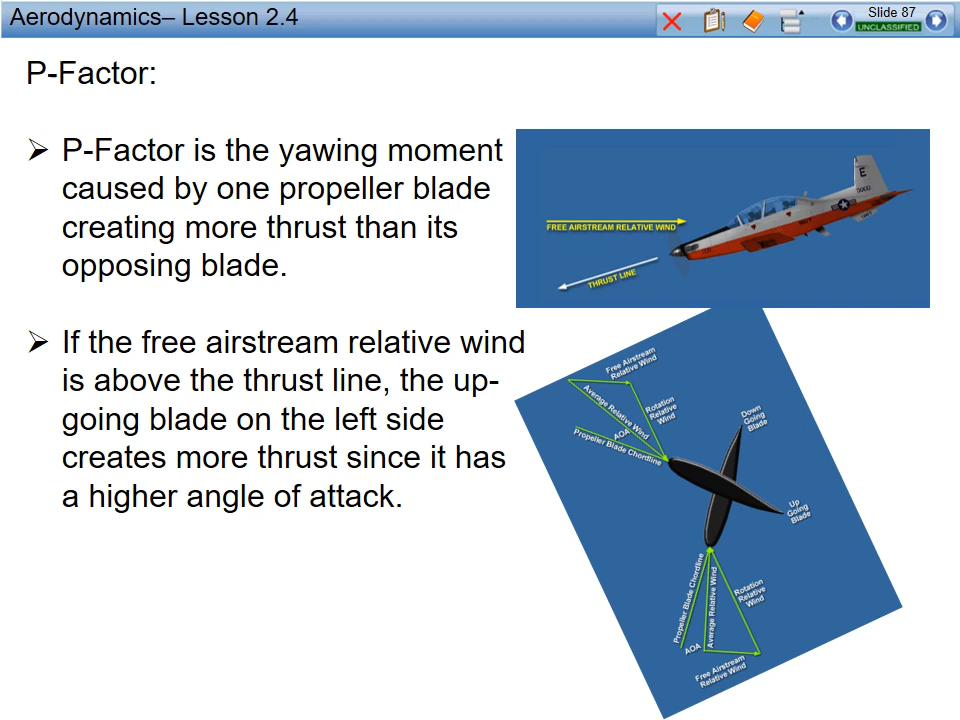 Aerodynamics– Lesson 2.4
Slide 87
UNCLASSIFIED
P-Factor:
➢ P-Factor is the yawing moment
caused by one propeller blade
creating more thrust than its
opposing blade.
➢ If the free airstream relative wind
is above the thrust line, the up-
going blade on the left side
creates more thrust since it has
a higher angle of attack.
E
FREE AIRSTREAM RELATIVE WIND
THRUST LINE
Free Airstream
Relative Wind
Average Relative Wind
Rotation
Relative
Wind
AOA
Propeller Blade Chordline
Down
Going
Blade
Up
Going
Blade
Propeller Blade Chordline
Average Relative Wind
Rotation
Relative
Wind
AOA
Free Airstream
Relative Wind